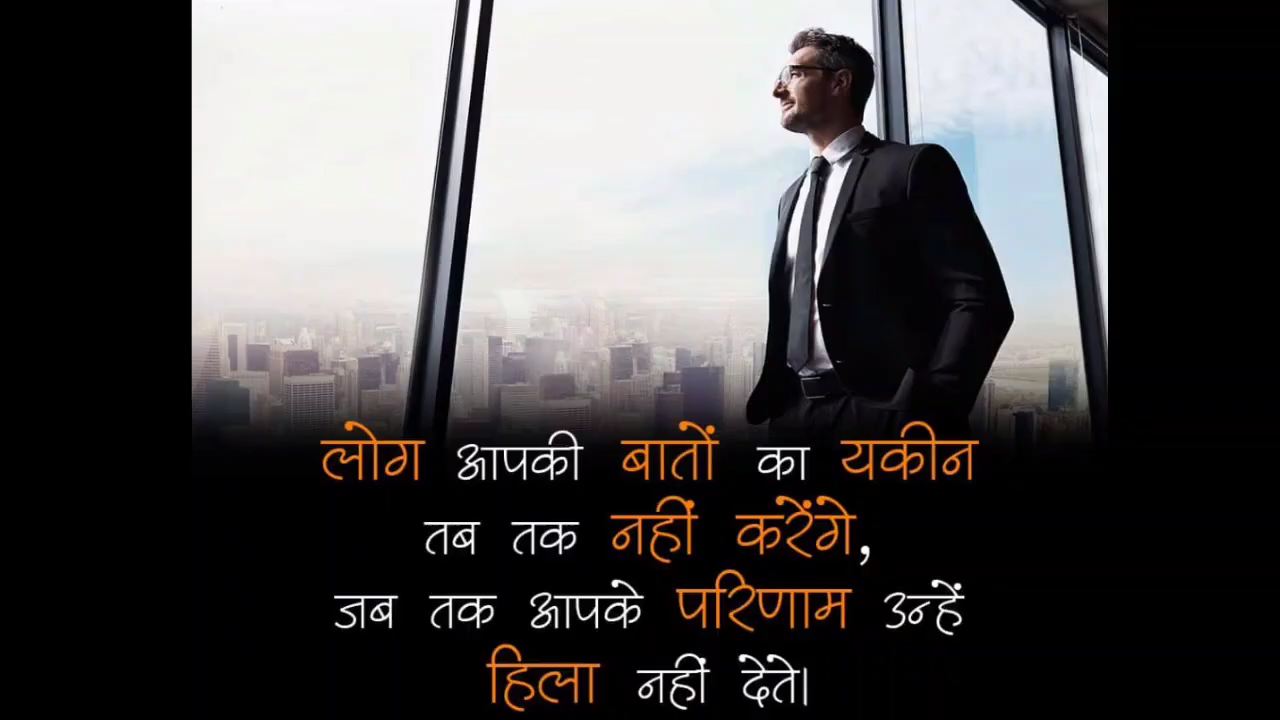 लोग आपकी बातों का यकीन
तब तक नहीं करेंगे,
जब तक आपके परिणाम उन्हें
हिला नहीं देते।